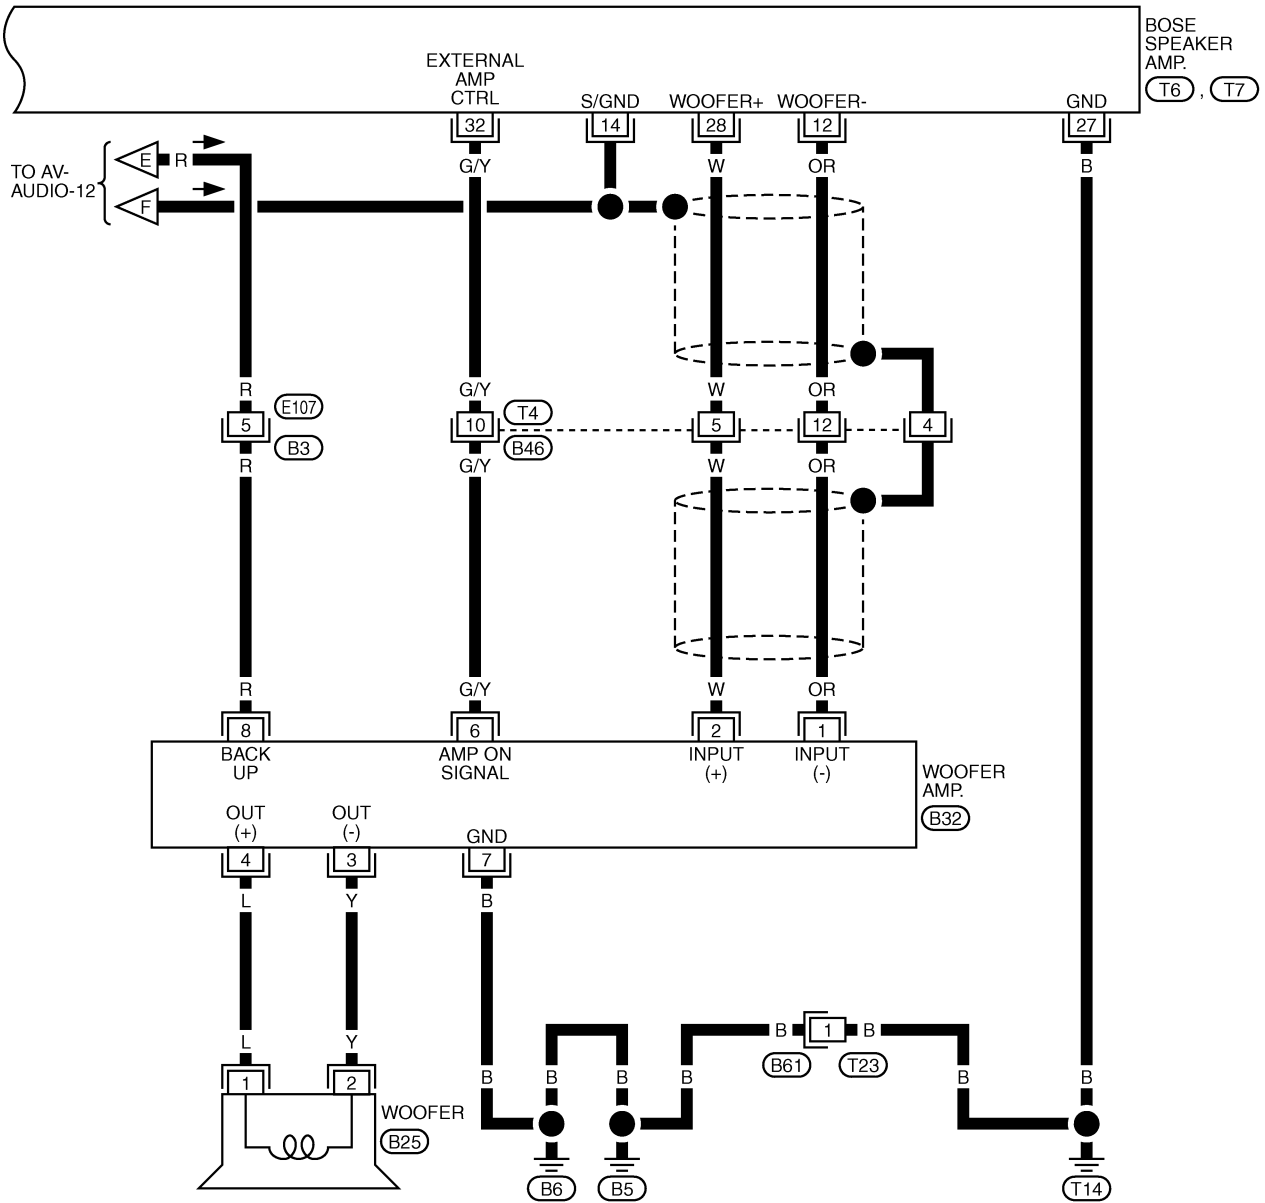 BOSE
SPEAKER
AMP.
T6 , T7
EXTERNAL
AMP
CTRL
S/GND
WOOFER+
WOOFER-
GND
32
14
28
12
27
TO AV-
AUDIO-12
E
R
F
G/Y
W
OR
B
R
G/Y
W
OR
5
E107
B3
10
T4
B46
5
12
4
R
G/Y
W
OR
R
G/Y
W
OR
8
6
2
1
BACK
UP
AMP ON
SIGNAL
INPUT
(+)
INPUT
(-)
WOOFER
AMP.
B32
OUT
(+)
OUT
(-)
GND
4
3
7
L
Y
B
L
Y
B
B
B
B
B
1
B
B61
T23
B
B
1
2
WOOFER
B25
B6
B5
T14